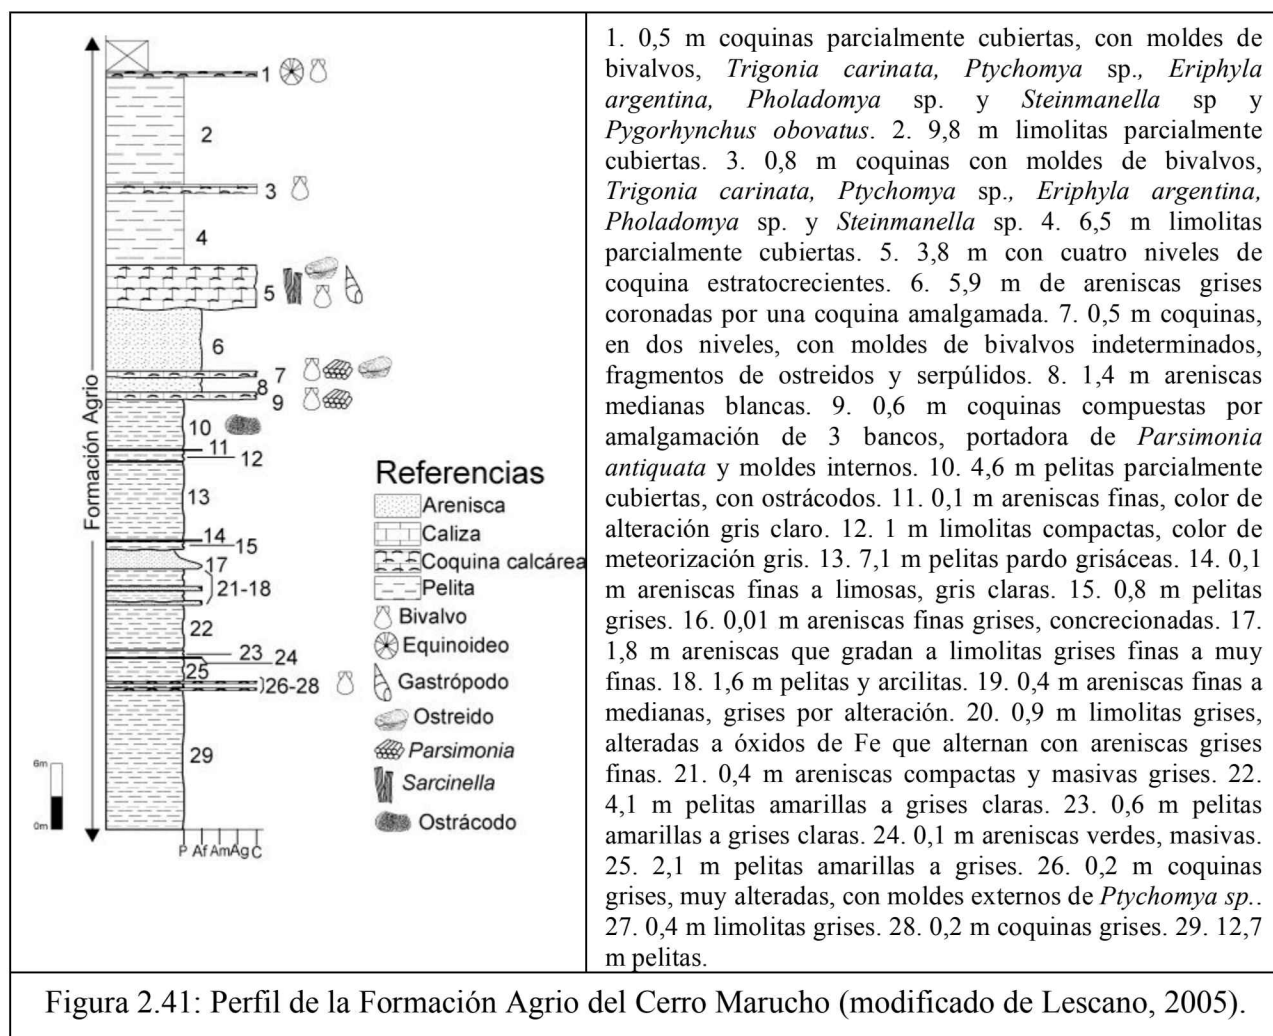 Formación Agrio
1
2
3
4
5
6
7
8
9
10
11
12
13
14
15
17
21-18
22
23
24
25
26-28
29
6m
0m
P Af Am Ag C
Referencias
Arenisca
Caliza
Coquina calcárea
Pelita
Bivalvo
Equinoideo
Gastrópodo
Ostreido
Parsimonia
Sarcinella
Ostrácodo
1. 0,5 m coquinas parcialmente cubiertas, con moldes de
bivalvos, Trigonia carinata, Ptychomya sp., Eriphyla
argentina, Pholadomya sp. y Steinmanella sp y
Pygorhynchus obovatus. 2. 9,8 m limolitas parcialmente
cubiertas. 3. 0,8 m coquinas con moldes de bivalvos,
Trigonia carinata, Ptychomya sp., Eriphyla argentina,
Pholadomya sp. y Steinmanella sp. 4. 6,5 m limolitas
parcialmente cubiertas. 5. 3,8 m con cuatro niveles de
coquina estratocrecientes. 6. 5,9 m de areniscas grises
coronadas por una coquina amalgamada. 7. 0,5 m coquinas,
en dos niveles, con moldes de bivalvos indeterminados,
fragmentos de ostreidos y serpúlidos. 8. 1,4 m areniscas
medianas blancas. 9. 0,6 m coquinas compuestas por
amalgamación de 3 bancos, portadora de Parsimonia
antiquata y moldes internos. 10. 4,6 m pelitas parcialmente
cubiertas, con ostrácodos. 11. 0,1 m areniscas finas, color de
alteración gris claro. 12. 1 m limolitas compactas, color de
meteorización gris. 13. 7,1 m pelitas pardo grisáceas. 14. 0,1
m areniscas finas a limosas, gris claras. 15. 0,8 m pelitas
grises. 16. 0,01 m areniscas finas grises, concrecionadas. 17.
1,8 m areniscas que gradan a limolitas grises finas a muy
finas. 18. 1,6 m pelitas y arcilitas. 19. 0,4 m areniscas finas a
medianas, grises por alteración. 20. 0,9 m limolitas grises,
alteradas a óxidos de Fe que alternan con areniscas grises
finas. 21. 0,4 m areniscas compactas y masivas grises. 22.
4,1 m pelitas amarillas a grises claras. 23. 0,6 m pelitas
amarillas a grises claras. 24. 0,1 m areniscas verdes, masivas.
25. 2,1 m pelitas amarillas a grises. 26. 0,2 m coquinas
grises, muy alteradas, con moldes externos de Ptychomya sp..
27. 0,4 m limolitas grises. 28. 0,2 m coquinas grises. 29. 12,7
m pelitas.
Figura 2.41: Perfil de la Formación Agrio del Cerro Marucho (modificado de Lescano, 2005).